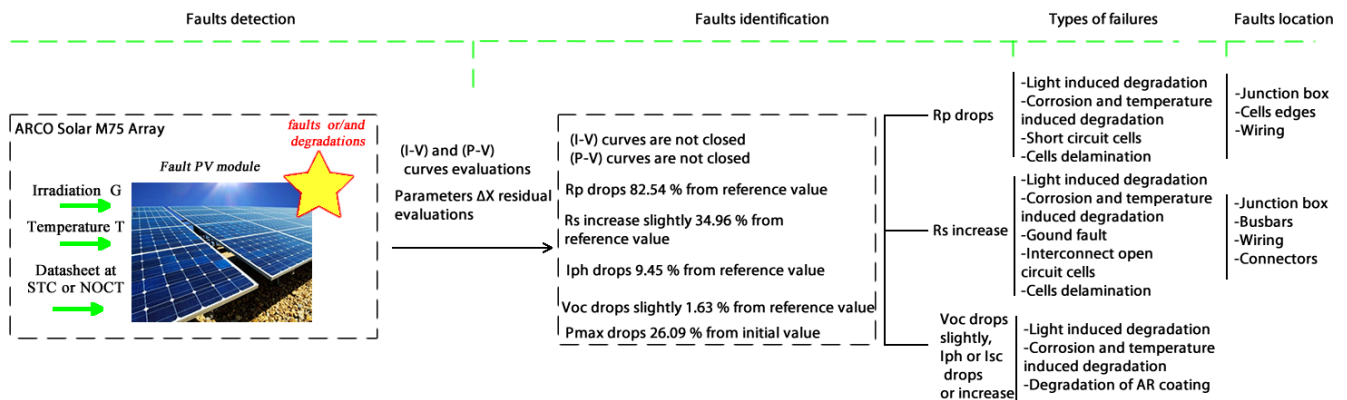 Faults detection
Faults identification
Types of failures
Faults location
ARCO Solar M75 Array
faults or/and
degradations
Fault PV module
Irradiation G
Temperature T
Datasheet at
STC or NOCT
(I-V) and (P-V)
curves evaluations
Parameters ΔX residual
evaluations
(I-V) curves are not closed
(P-V) curves are not closed
Rp drops 82.54 % from reference value
Rs increase slightly 34.96 % from
reference value
Iph drops 9.45 % from reference value
Voc drops slightly 1.63 % from reference value
Pmax drops 26.09 % from initial value
Rp drops
-Light induced degradation
-Corrosion and temperature
induced degradation
-Short circuit cells
-Cells delamination
-Junction box
-Cells edges
-Wiring
Rs increase
-Light induced degradation
-Corrosion and temperature
induced degradation
-Gound fault
-Interconnect open
circuit cells
-Cells delamination
-Junction box
-Busbars
-Wiring
-Connectors
Voc drops
slightly,
Iph or Isc
drops
or increase
-Light induced degradation
-Corrosion and temperature
induced degradation
-Degradation of AR coating